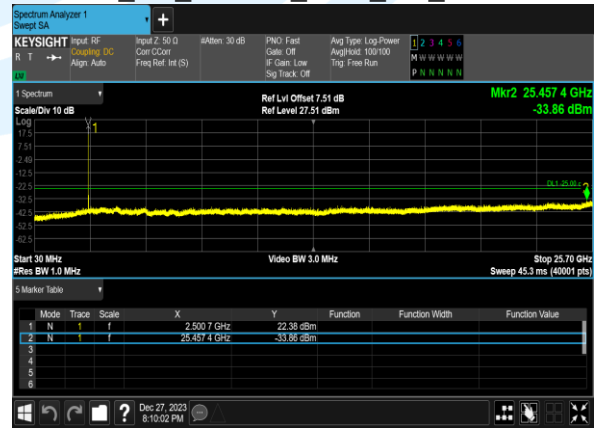 Spectrum Analyzer 1
Swept SA
KEYSIGHT Input: RF Input Z: 50 Ω #Atten: 30 dB PNO: Fast Avg Type: Log-Power 1 2 3 4 5 6
R T Coupling: DC Corr CCorr Gate: Off Avg|Hold: 100/100 M W W W W W
Align: Auto Freq Ref: Int (S) IF Gain: Low Trig: Free Run
Sig Track: Off P N N N N N
1 Spectrum Ref Lvl Offset 7.51 dB Mkr2 25.457 4 GHz
Scale/Div 10 dB Ref Level 27.51 dBm -33.86 dBm
Log
1
17.5
7.51
-2.49
-12.5
-22.5
-32.5
-42.5
-52.5
-62.5
Start 30 MHz Video BW 3.0 MHz Stop 25.70 GHz
#Res BW 1.0 MHz Sweep 45.3 ms (40001 pts)
5 Marker Table
Mode Trace Scale X Y Function Function Width Function Value
1 N 1 f 2.500 7 GHz 22.38 dBm
2 N 1 f 25.457 4 GHz -33.86 dBm
3
4
5
6
? Dec 27, 2023
8:10:02 PM